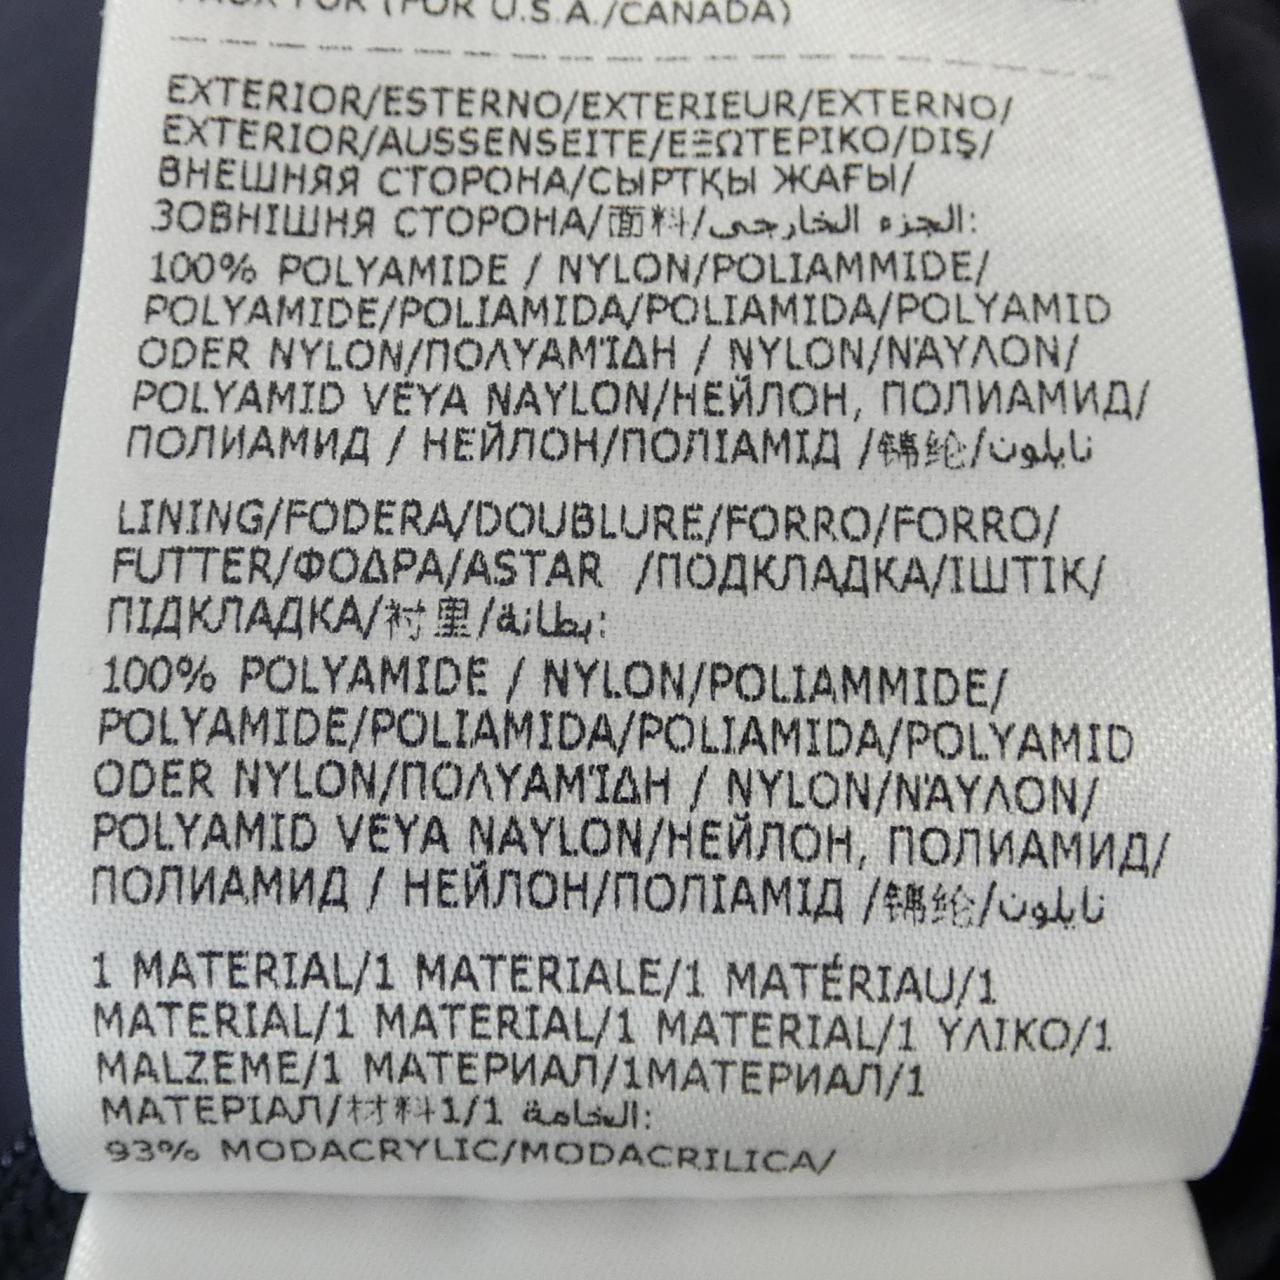 FOR (FOR U.S.A./CANADA)
EXTERIOR/ESTERNO/EXTERIEUR/EXTERNO/
EXTERIOR/AUSSENSEITE/ΕΞΩΤΕΡΙΚΟ/DIŞ/
ВНЕШНЯЯ СТОРОНА/СЫРТҚЫ ЖАҒЫ/
ЗОВНІШНЯ СТОРОНА/面料/الجزء الخارجي:
100% POLYAMIDE / NYLON/POLIAMMIDE/
POLYAMIDE/POLIAMIDA/POLIAMIDA/POLYAMID
ODER NYLON/ΠΟΛΥΑΜΊΔΗ / NYLON/ΝΆΥΛΟΝ/
POLYAMID VEYA NAYLON/НЕЙЛОН, ПОЛИАМИД/
ПОЛИАМИД / НЕЙЛОН/ПОЛІАМІД /锦纶/نايلون
LINING/FODERA/DOUBLURE/FORRO/FORRO/
FUTTER/ΦΟΔΡΑ/ASTAR /ПОДКЛАДКА/ІШТІК/
ПІДКЛАДКА/衬里/بطانة:
100% POLYAMIDE / NYLON/POLIAMMIDE/
POLYAMIDE/POLIAMIDA/POLIAMIDA/POLYAMID
ODER NYLON/ΠΟΛΥΑΜΊΔΗ / NYLON/ΝΆΥΛΟΝ/
POLYAMID VEYA NAYLON/НЕЙЛОН, ПОЛИАМИД/
ПОЛИАМИД / НЕЙЛОН/ПОЛІАМІД /锦纶/نايلون
1 MATERIAL/1 MATERIALE/1 MATÉRIAU/1
MATERIAL/1 MATERIAL/1 MATERIAL/1 ΥΛΙΚΟ/1
MALZEME/1 МАТЕРИАЛ/1МАТЕРИАЛ/1
МАТЕРІАЛ/材料1/1 الخامة:
93% MODACRYLIC/MODACRILICA/